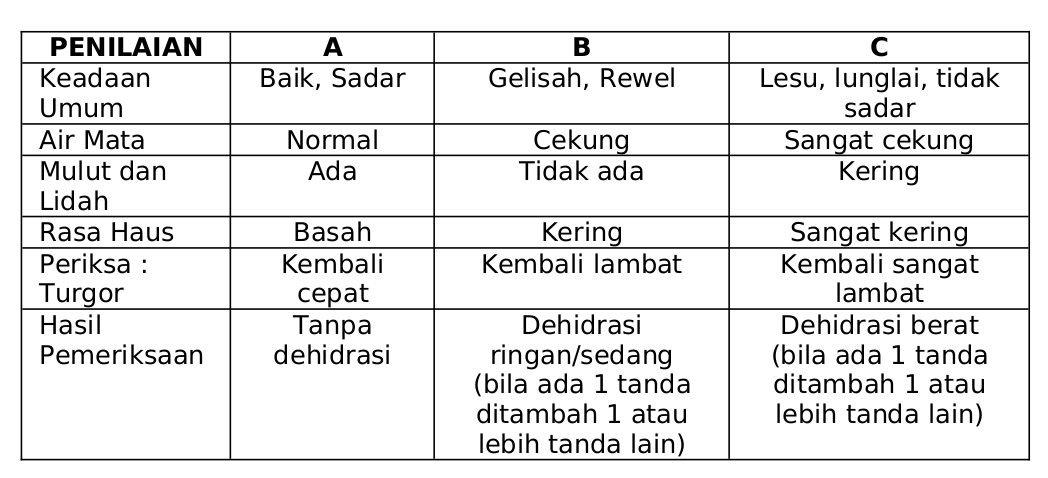 PENILAIAN A B C
Keadaan Umum Baik, Sadar Gelisah, Rewel Lesu, lunglai, tidak sadar
Air Mata Normal Cekung Sangat cekung
Mulut dan Lidah Ada Tidak ada Kering
Rasa Haus Basah Kering Sangat kering
Periksa : Turgor Kembali cepat Kembali lambat Kembali sangat lambat
Hasil Pemeriksaan Tanpa dehidrasi Dehidrasi ringan/sedang (bila ada 1 tanda ditambah 1 atau lebih tanda lain) Dehidrasi berat (bila ada 1 tanda ditambah 1 atau lebih tanda lain)